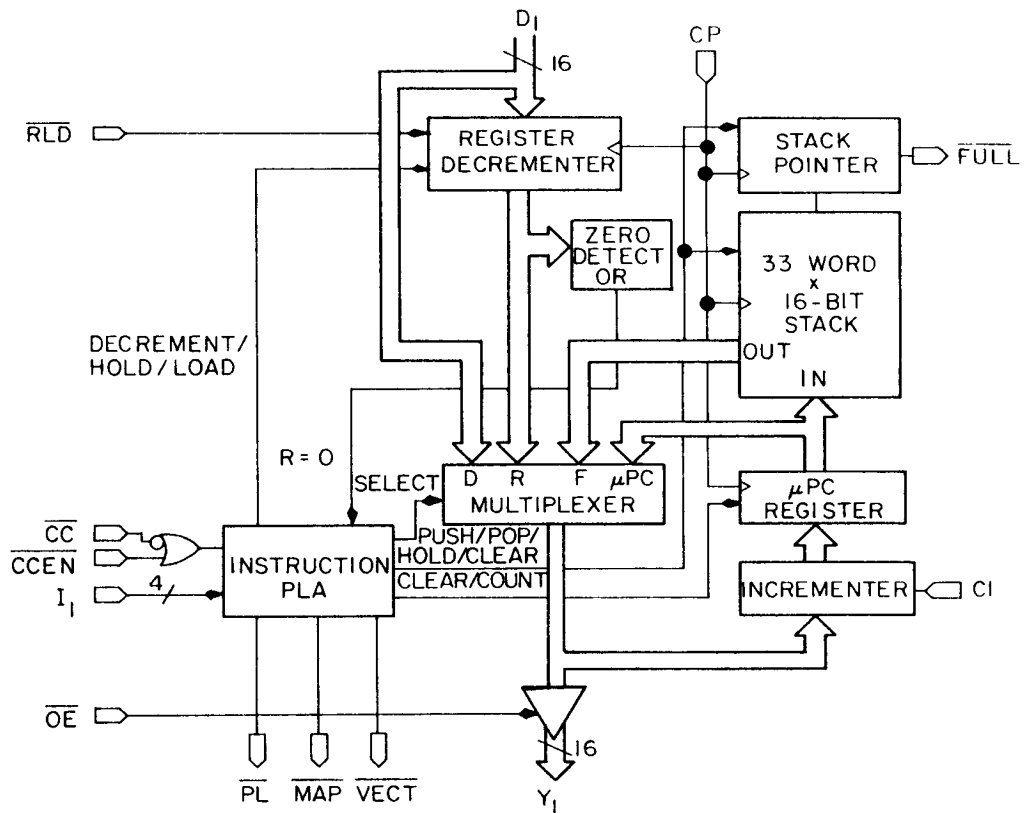 D₁
CP
16
RLD
REGISTER
DECREMENTER
STACK
POINTER
FULL
ZERO
DETECT
OR
33 WORD
x
16-BIT
STACK
OUT
IN
DECREMENT/
HOLD/LOAD
R=0
SELECT
D R F μPC
MULTIPLEXER
μPC
REGISTER
CC
CCEN
I₁
4
INSTRUCTION
PLA
PUSH/POP/
HOLD/CLEAR
CLEAR/COUNT
INCREMENTER
CI
OE
16
PL
MAP
VECT
Y₁